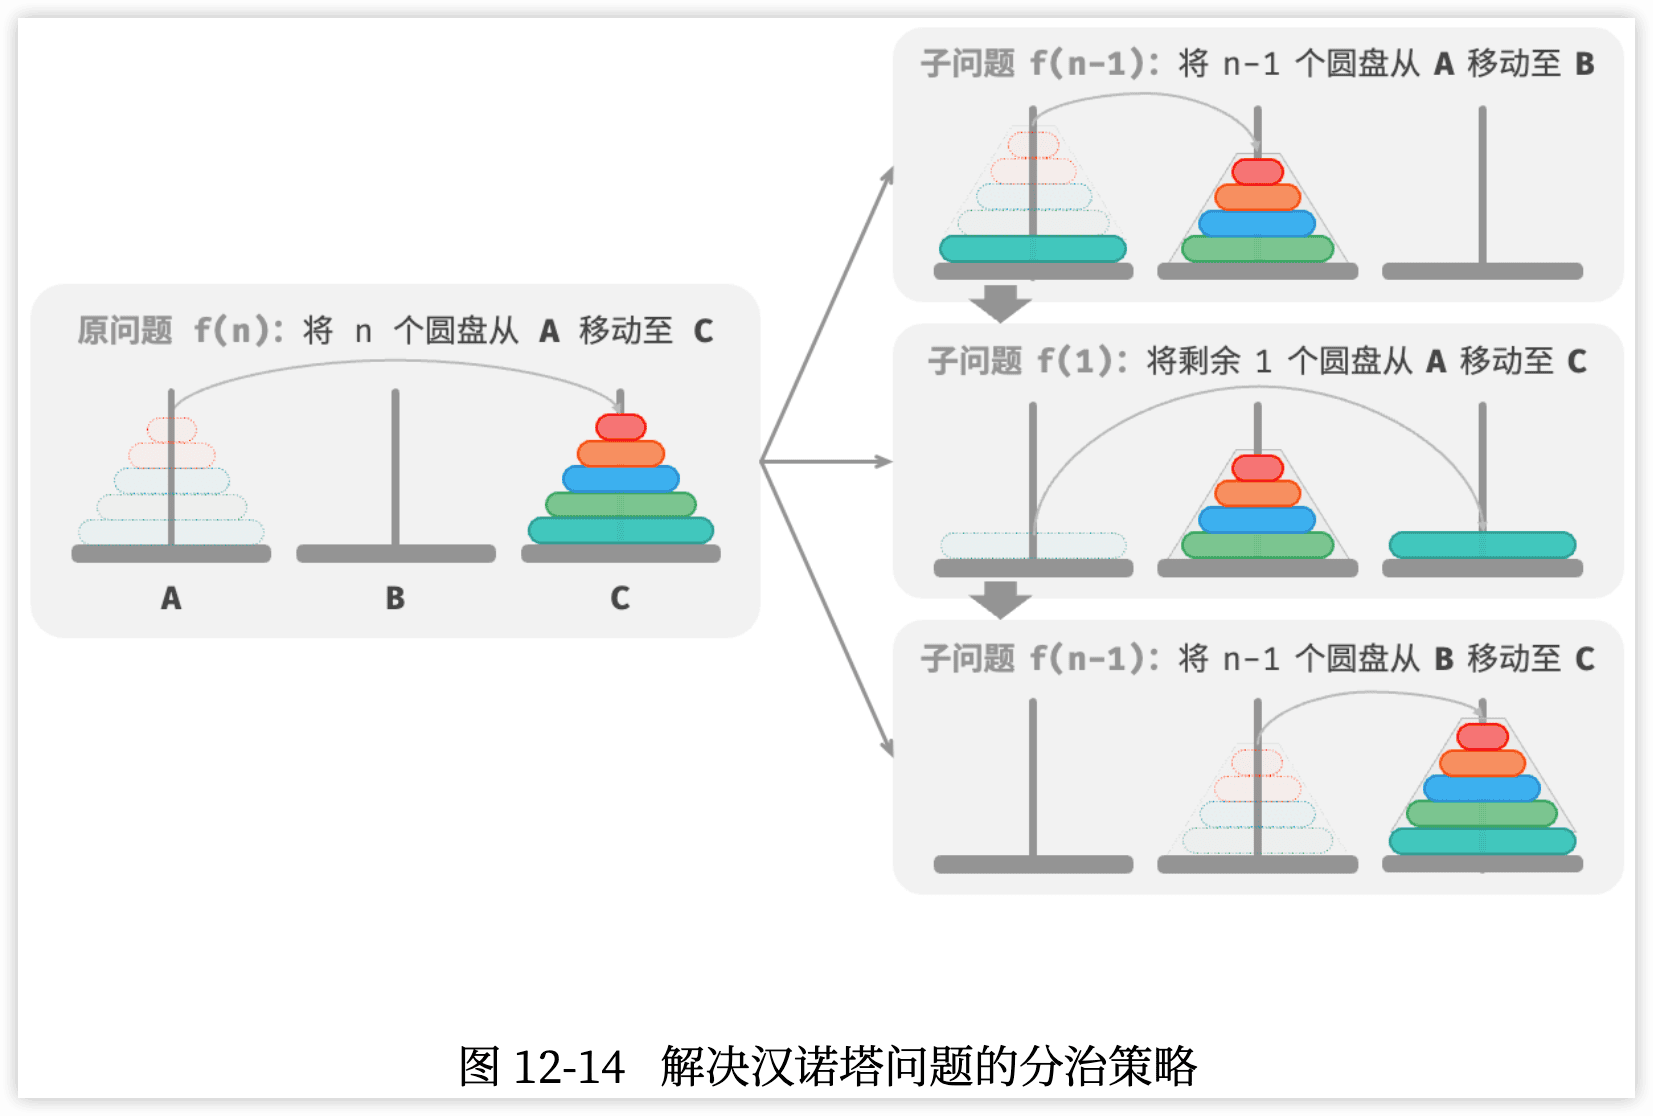 原问题 f(n)：将 n 个圆盘从 A 移动至 C
A
B
C
子问题 f(n-1)：将 n-1 个圆盘从 A 移动至 B
子问题 f(1)：将剩余 1 个圆盘从 A 移动至 C
子问题 f(n-1)：将 n-1 个圆盘从 B 移动至 C
图 12-14 解决汉诺塔问题的分治策略